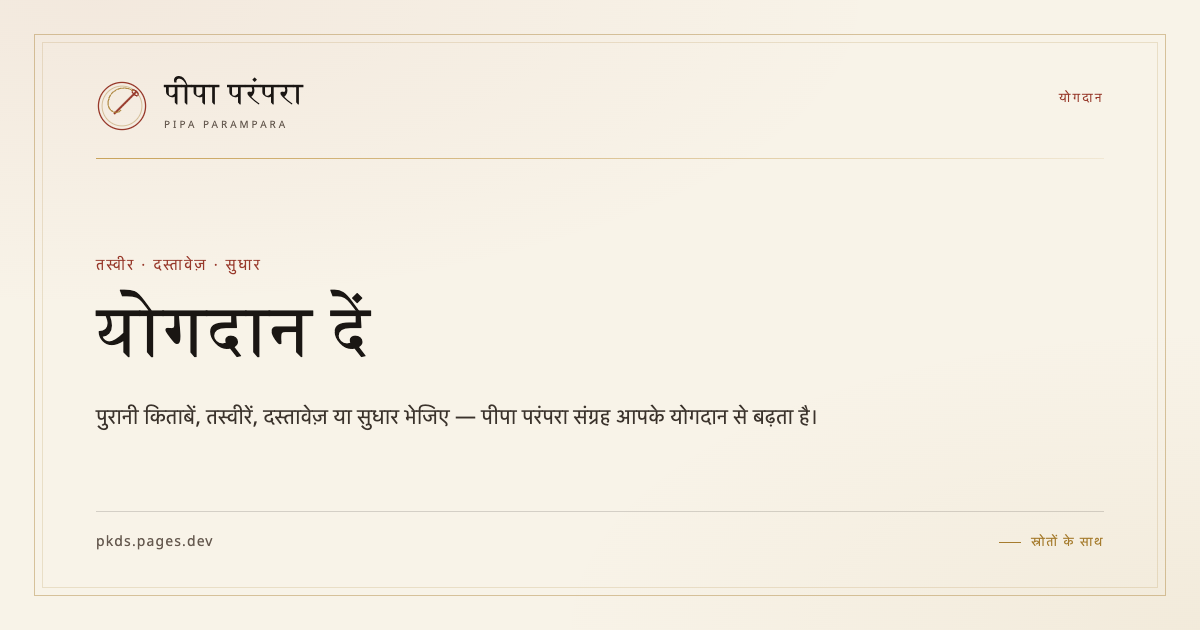 पीपा परंपरा
PIPA PARAMPARA
योगदान
तस्वीर · दस्तावेज़ · सुधार
योगदान दें
पुरानी किताबें, तस्वीरें, दस्तावेज़ या सुधार भेजिए — पीपा परंपरा संग्रह आपके योगदान से बढ़ता है।
pkds.pages.dev
स्रोतों के साथ